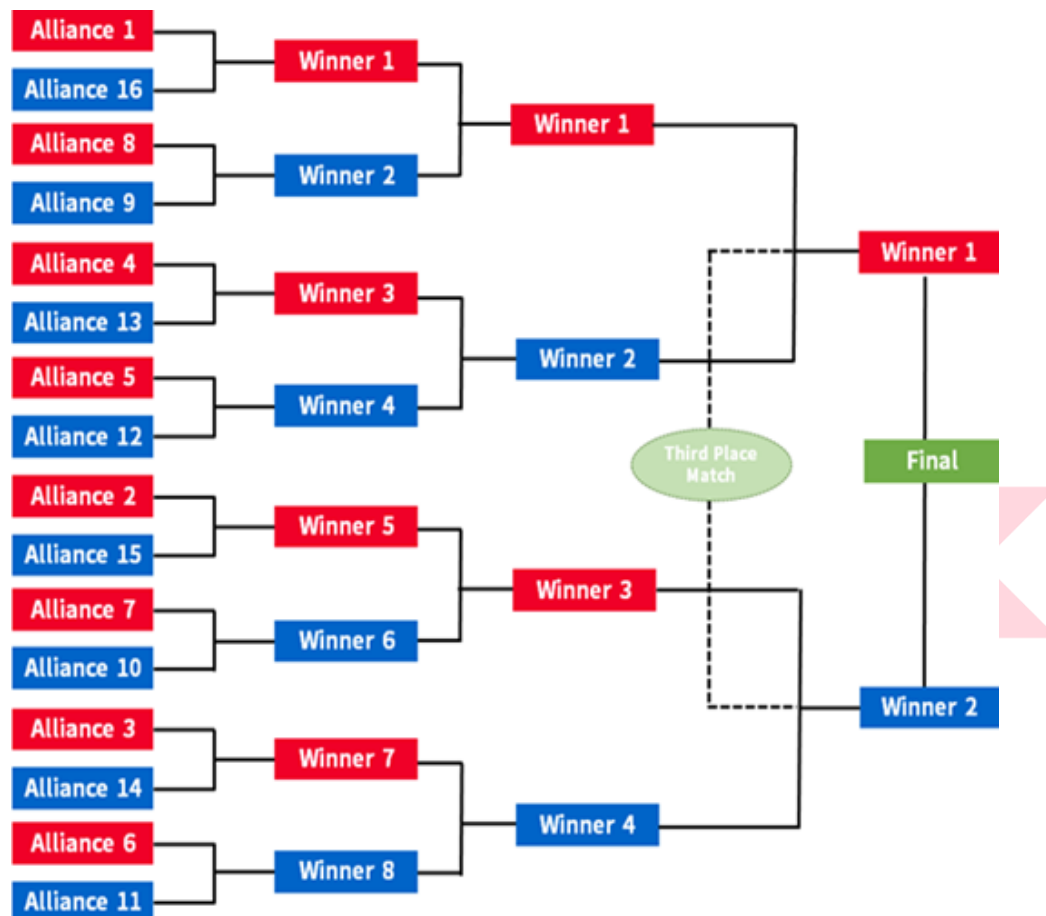 Alliance 1
Alliance 16
Alliance 8
Alliance 9
Alliance 4
Alliance 13
Alliance 5
Alliance 12
Alliance 2
Alliance 15
Alliance 7
Alliance 10
Alliance 3
Alliance 14
Alliance 6
Alliance 11
Winner 1
Winner 2
Winner 3
Winner 4
Winner 5
Winner 6
Winner 7
Winner 8
Winner 1
Winner 2
Winner 3
Winner 4
Third Place
Match
Winner 1
Final
Winner 2